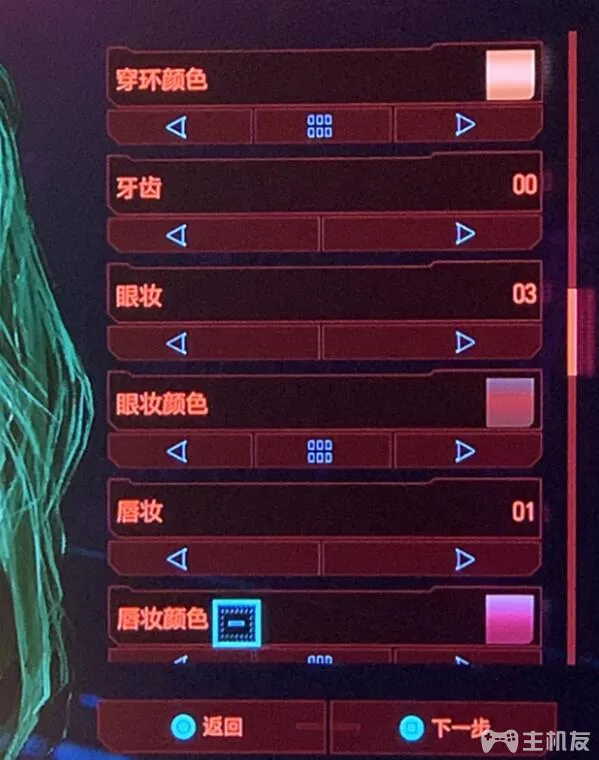 穿环颜色
牙齿 00
眼妆 03
眼妆颜色
唇妆 01
唇妆颜色
返回 下一步
主机友